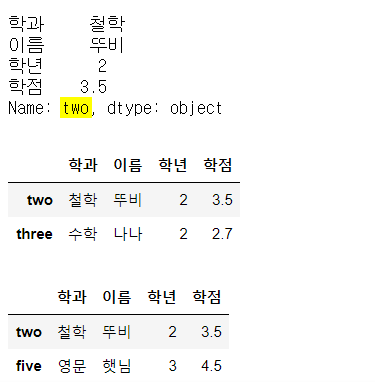 학과 철학
이름 뚜비
학년 2
학점 3.5
Name: two, dtype: object
학과 이름 학년 학점
two 철학 뚜비 2 3.5
three 수학 나나 2 2.7
학과 이름 학년 학점
two 철학 뚜비 2 3.5
five 영문 햇님 3 4.5